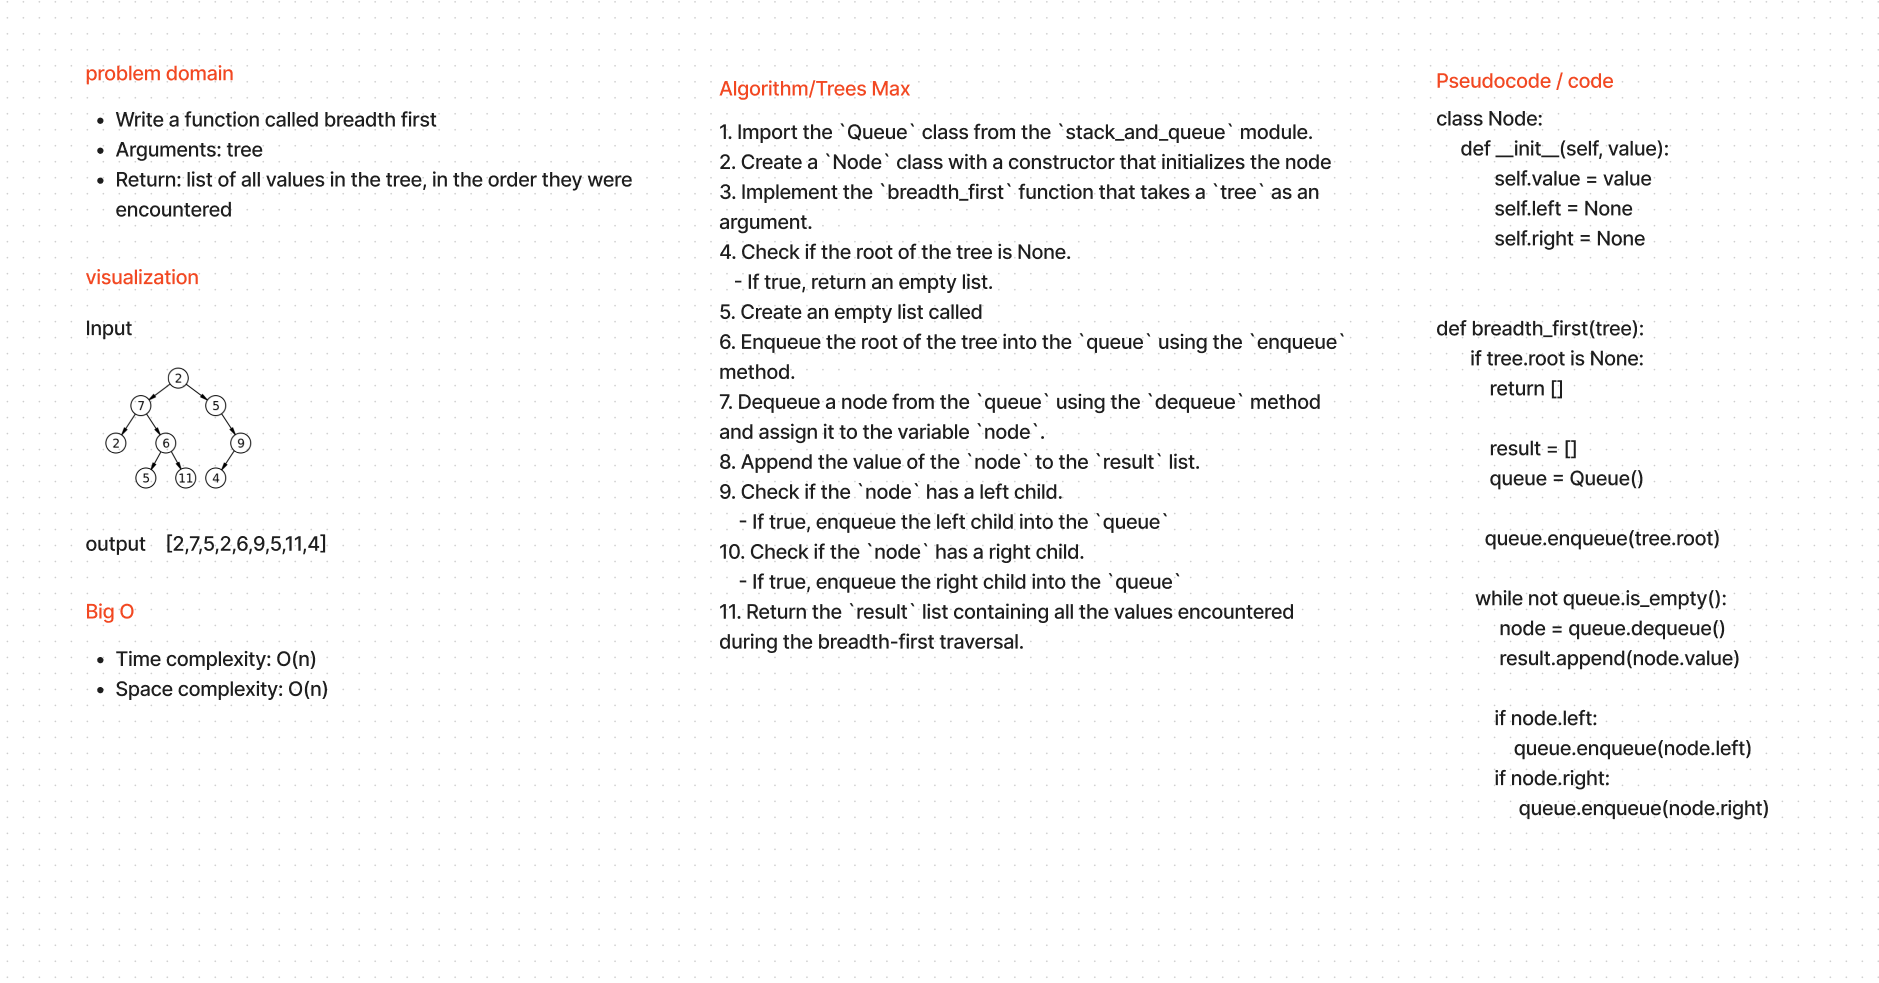 problem domain
• Write a function called breadth first
• Arguments: tree
• Return: list of all values in the tree, in the order they were
encountered
visualization
Input
2
7 5
2 6 9
5 11 4
output [2,7,5,2,6,9,5,11,4]
Big O
• Time complexity: O(n)
• Space complexity: O(n)
Algorithm/Trees Max
1. Import the `Queue` class from the `stack_and_queue` module.
2. Create a `Node` class with a constructor that initializes the node
3. Implement the `breadth_first` function that takes a `tree` as an
argument.
4. Check if the root of the tree is None.
- If true, return an empty list.
5. Create an empty list called
6. Enqueue the root of the tree into the `queue` using the `enqueue`
method.
7. Dequeue a node from the `queue` using the `dequeue` method
and assign it to the variable `node`.
8. Append the value of the `node` to the `result` list.
9. Check if the `node` has a left child.
- If true, enqueue the left child into the `queue`
10. Check if the `node` has a right child.
- If true, enqueue the right child into the `queue`
11. Return the `result` list containing all the values encountered
during the breadth-first traversal.
Pseudocode / code
class Node:
def __init__(self, value):
self.value = value
self.left = None
self.right = None
def breadth_first(tree):
if tree.root is None:
return []
result = []
queue = Queue()
queue.enqueue(tree.root)
while not queue.is_empty():
node = queue.dequeue()
result.append(node.value)
if node.left:
queue.enqueue(node.left)
if node.right:
queue.enqueue(node.right)